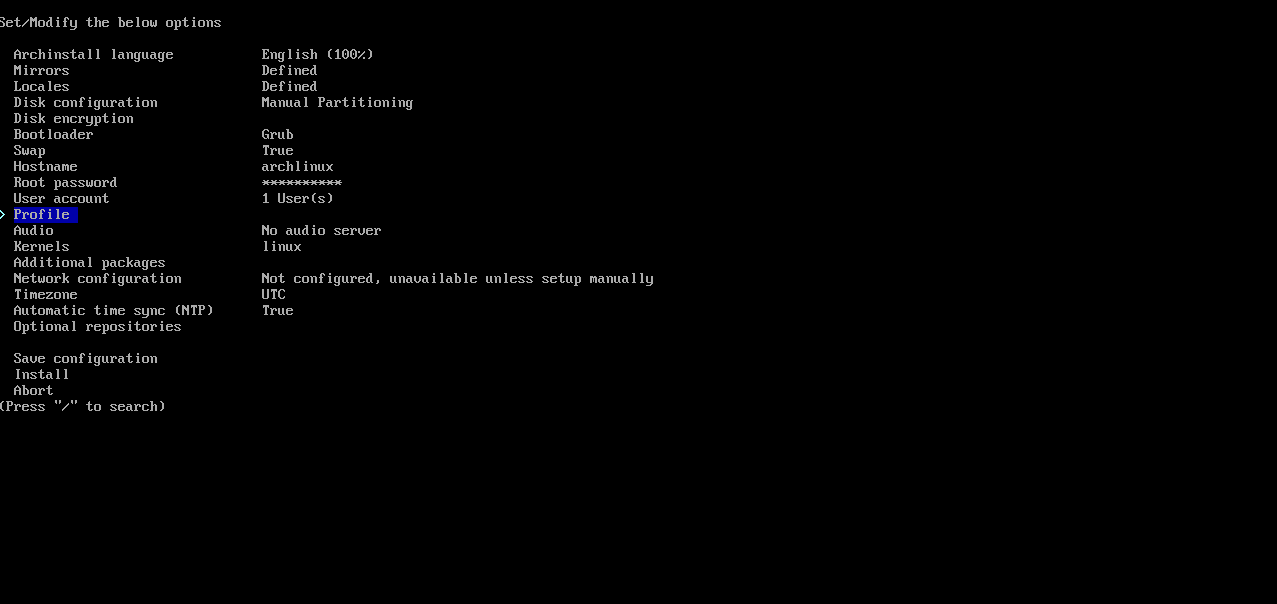 Set/Modify the below options
Archinstall language English (100%)
Mirrors Defined
Locales Defined
Disk configuration Manual Partitioning
Disk encryption
Bootloader Grub
Swap True
Hostname archlinux
Root password **********
User account 1 User(s)
> Profile
Audio No audio server
Kernels linux
Additional packages
Network configuration Not configured, unavailable unless setup manually
Timezone UTC
Automatic time sync (NTP) True
Optional repositories
Save configuration
Install
Abort
(Press "/" to search)